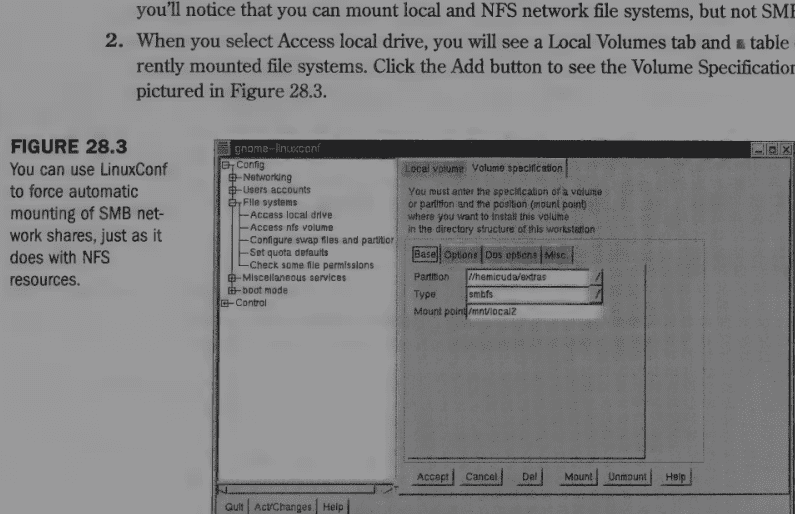 you'll notice that you can mount local and NFS network file systems, but not SMB
2. When you select Access local drive, you will see a Local Volumes tab and a table
rently mounted file systems. Click the Add button to see the Volume Specification
pictured in Figure 28.3.
FIGURE 28.3
You can use LinuxConf
to force automatic
mounting of SMB net-
work shares, just as it
does with NFS
resources.
gnome-linuxconf
Config
Networking
Users accounts
File systems
Access local drive
Access nfs volume
Configure swap files and partition
Set quota defaults
Check some file permissions
Miscellaneous services
boot mode
Control
Quit Act/Changes Help
Local volume Volume specification
You must enter the specification of a volume
or partition and the position (mount point)
where you want to install this volume
in the directory structure of this workstation
Base Options Dos options Misc.
Partition //hemicuda/extras
Type smbfs
Mount point /mnt/local2
Accept Cancel Del Mount Unmount Help